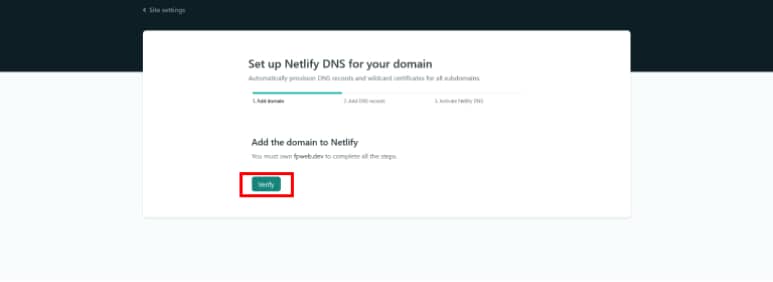 Site settings
Set up Netlify DNS for your domain
Automatically provision DNS records and wildcard certificates for all subdomains.
1. Add domain 2. Add DNS records 3. Activate Netlify DNS
Add the domain to Netlify
You must own fpweb.dev to complete all the steps.
Verify